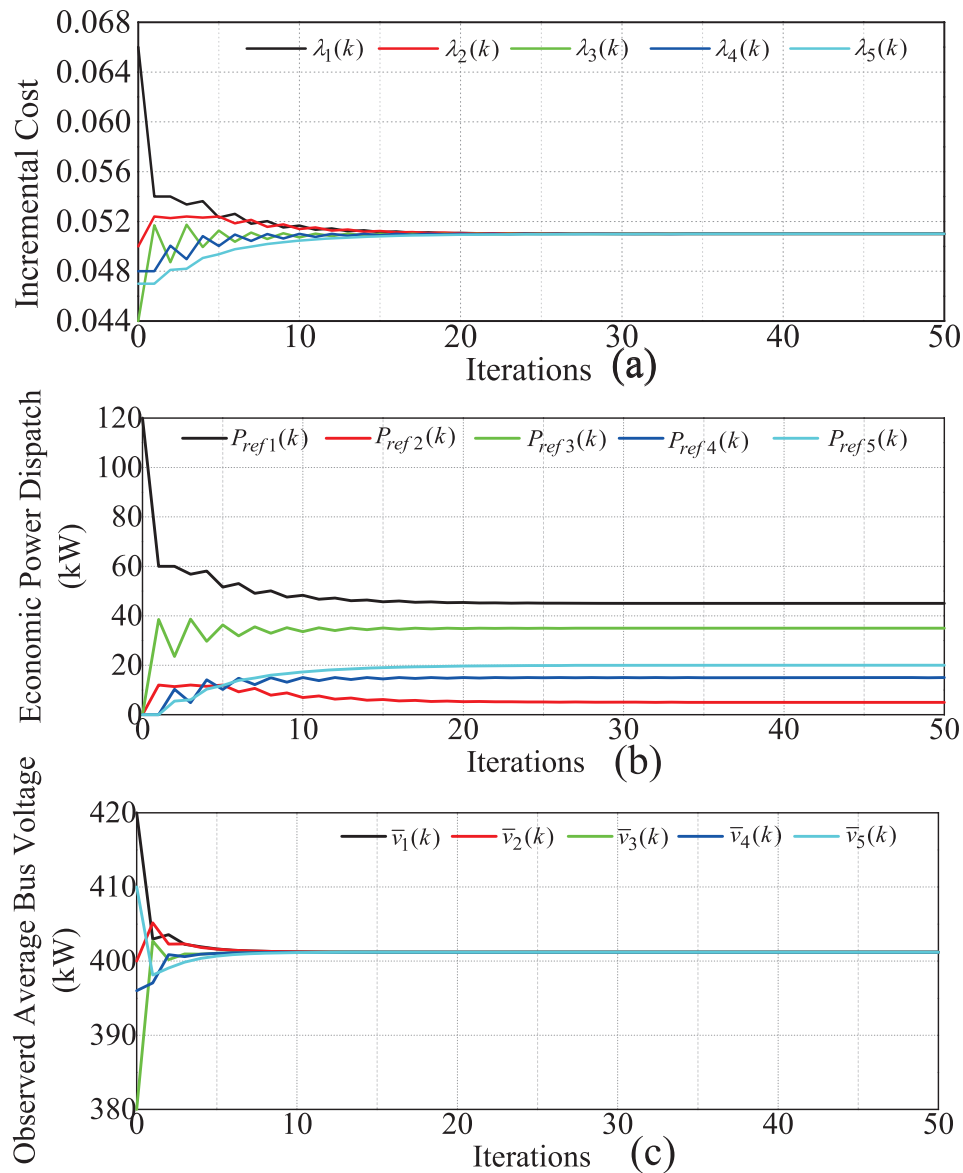 Incremental Cost
0.068
0.064
0.060
0.056
0.052
0.048
0.044
λ1(k) λ2(k) λ3(k) λ4(k) λ5(k)
0 10 20 30 40 50
Iterations (a)
Economic Power Dispatch
(kW)
120
100
80
60
40
20
0
Pref1(k) Pref2(k) Pref3(k) Pref4(k) Pref5(k)
0 10 20 30 40 50
Iterations (b)
Observerd Average Bus Voltage
(kW)
420
410
400
390
380
v̅1(k) v̅2(k) v̅3(k) v̅4(k) v̅5(k)
0 10 20 30 40 50
Iterations (c)